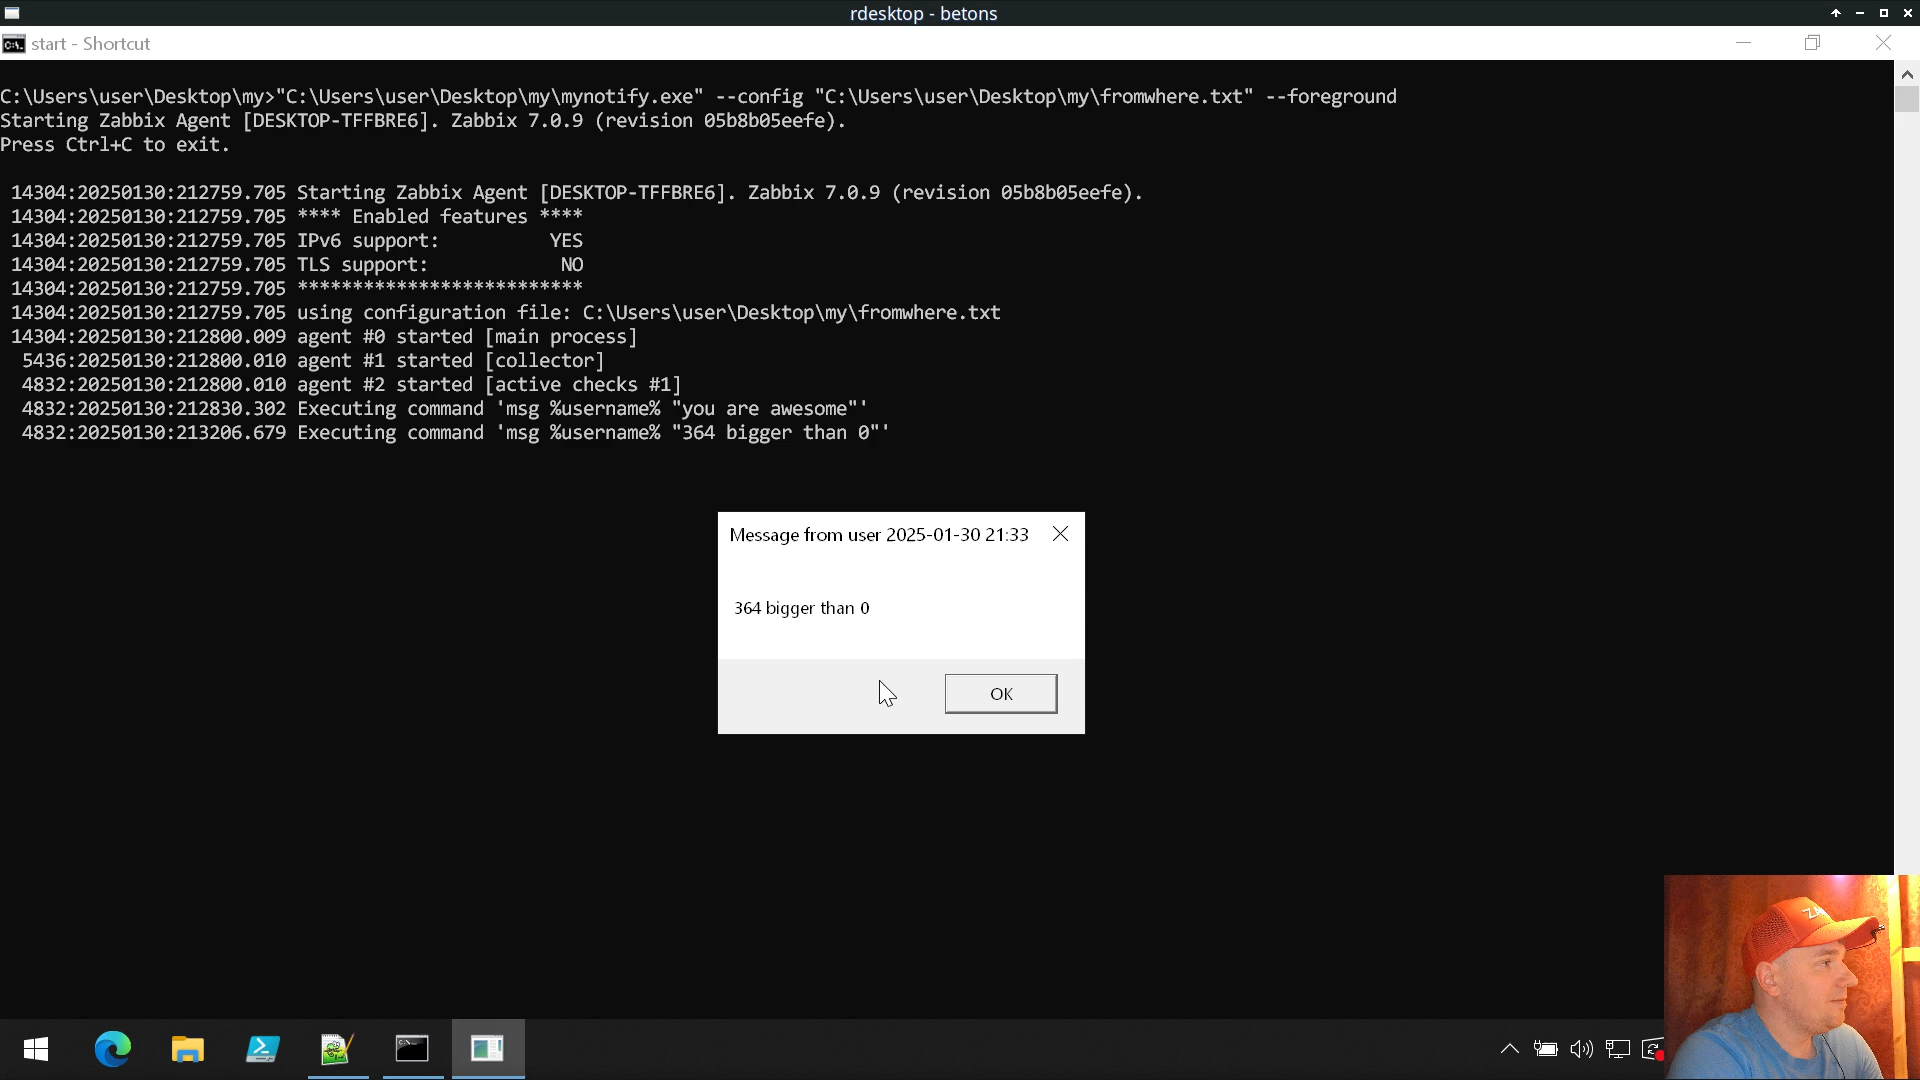 rdesktop - betons
start - Shortcut
C:\Users\user\Desktop\my>"C:\Users\user\Desktop\my\mynotify.exe" --config "C:\Users\user\Desktop\my\fromwhere.txt" --foreground
Starting Zabbix Agent [DESKTOP-TFFBRE6]. Zabbix 7.0.9 (revision 05b8b05eefe).
Press Ctrl+C to exit.
14304:20250130:212759.705 Starting Zabbix Agent [DESKTOP-TFFBRE6]. Zabbix 7.0.9 (revision 05b8b05eefe).
14304:20250130:212759.705 **** Enabled features ****
14304:20250130:212759.705 IPv6 support: YES
14304:20250130:212759.705 TLS support: NO
14304:20250130:212759.705 **************************
14304:20250130:212759.705 using configuration file: C:\Users\user\Desktop\my\fromwhere.txt
14304:20250130:212800.009 agent #0 started [main process]
5436:20250130:212800.010 agent #1 started [collector]
4832:20250130:212800.010 agent #2 started [active checks #1]
4832:20250130:212830.302 Executing command 'msg %username% "you are awesome"'
4832:20250130:213206.679 Executing command 'msg %username% "364 bigger than 0"'
Message from user 2025-01-30 21:33
364 bigger than 0
OK